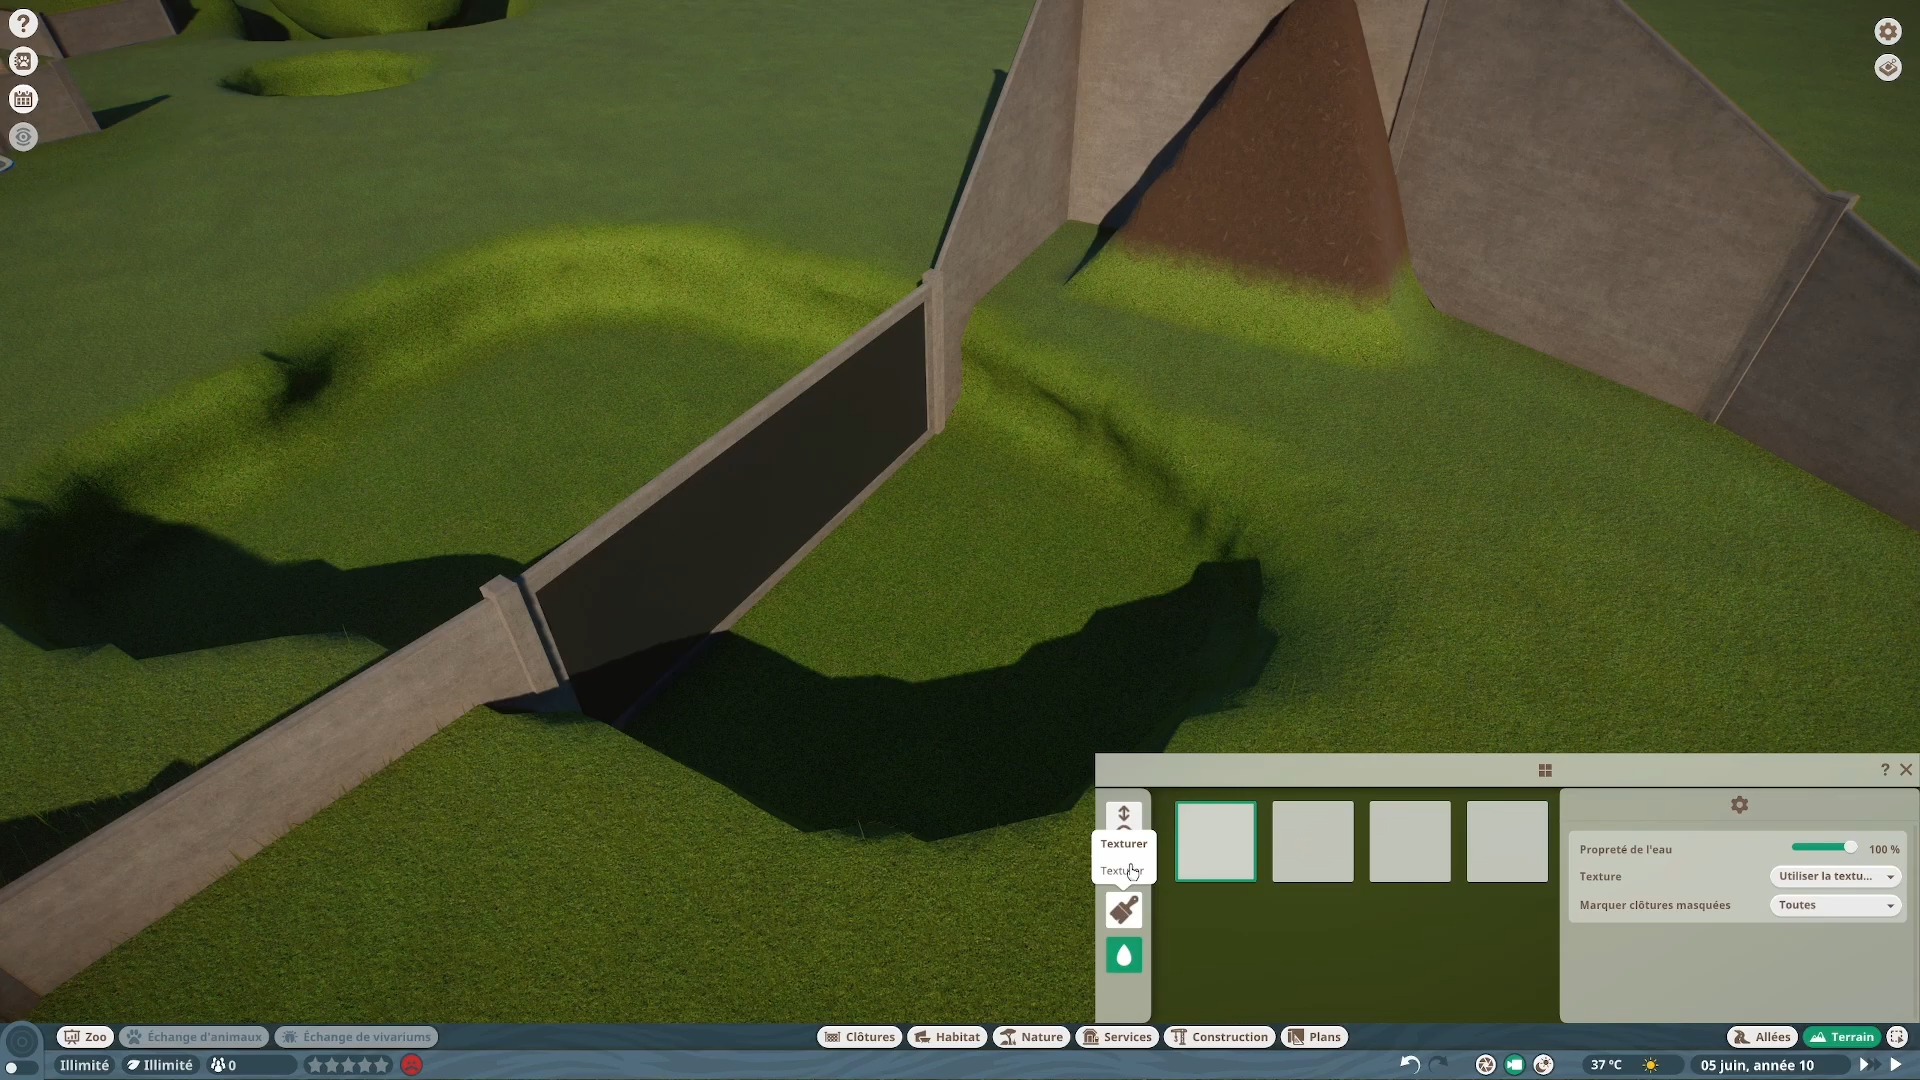 ?
? ×
Texturer
Texturer
Propreté de l'eau 100 %
Texture Utiliser la textu...
Marquer clôtures masquées Toutes
Zoo Échange d'animaux Échange de vivariums Clôtures Habitat Nature Services Construction Plans Allées Terrain
Illimité Illimité 0 37 °C 05 juin, année 10